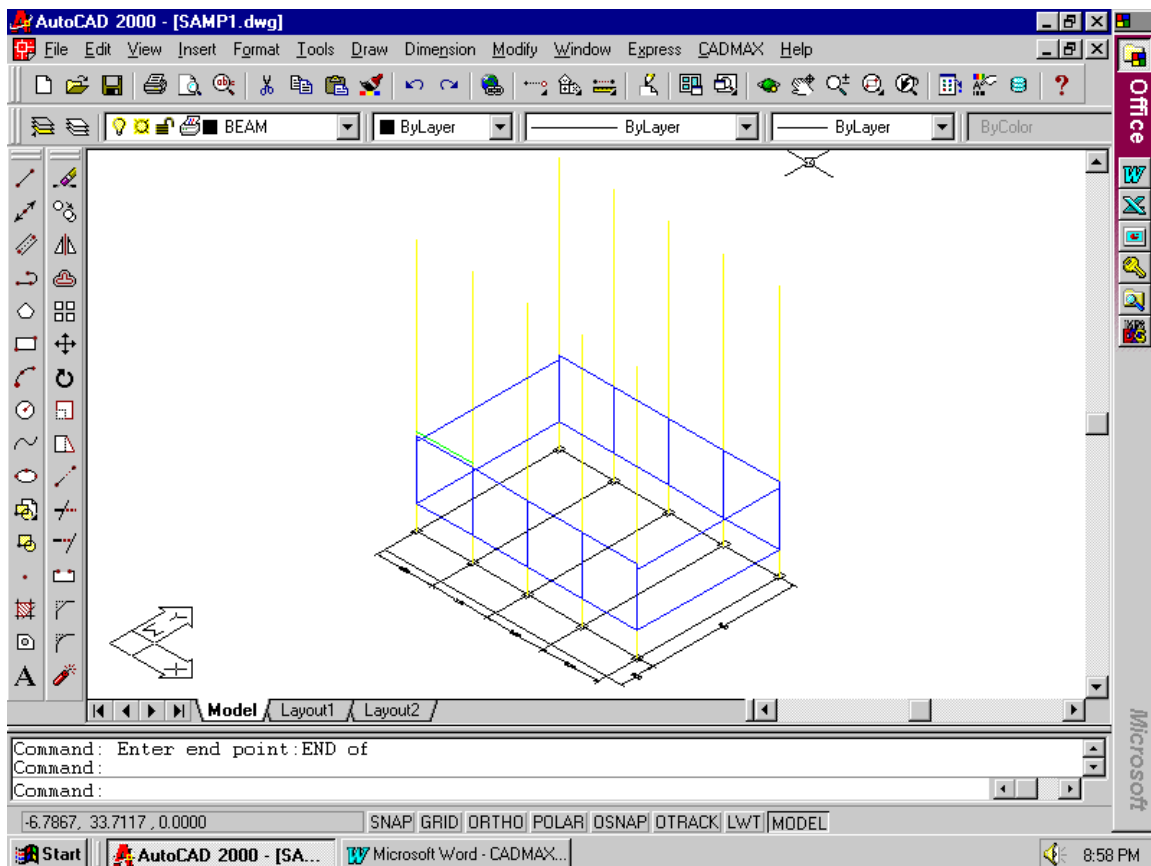 AutoCAD 2000 - [SAMP1.dwg]
File Edit View Insert Format Tools Draw Dimension Modify Window Express CADMAX Help
BEAM ByLayer ByLayer ByLayer ByColor
Office
A
Model Layout1 Layout2
Command: Enter end point:END of
Command:
Command:
-6.7867, 33.7117 , 0.0000 SNAP GRID ORTHO POLAR OSNAP OTRACK LWT MODEL
Microsoft
Start AutoCAD 2000 - [SA... Microsoft Word - CADMAX... 8:58 PM